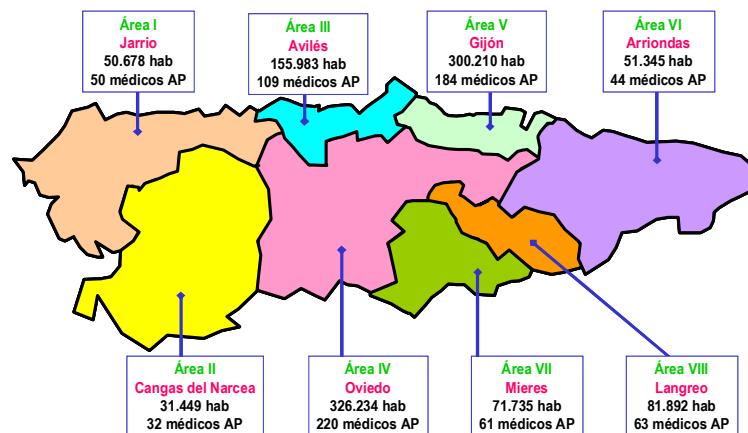 Área I
Jarrio
50.678 hab
50 médicos AP
Área III
Avilés
155.983 hab
109 médicos AP
Área V
Gijón
300.210 hab
184 médicos AP
Área VI
Arriondas
51.345 hab
44 médicos AP
Área II
Cangas del Narcea
31.449 hab
32 médicos AP
Área IV
Oviedo
326.234 hab
220 médicos AP
Área VII
Mieres
71.735 hab
61 médicos AP
Área VIII
Langreo
81.892 hab
63 médicos AP